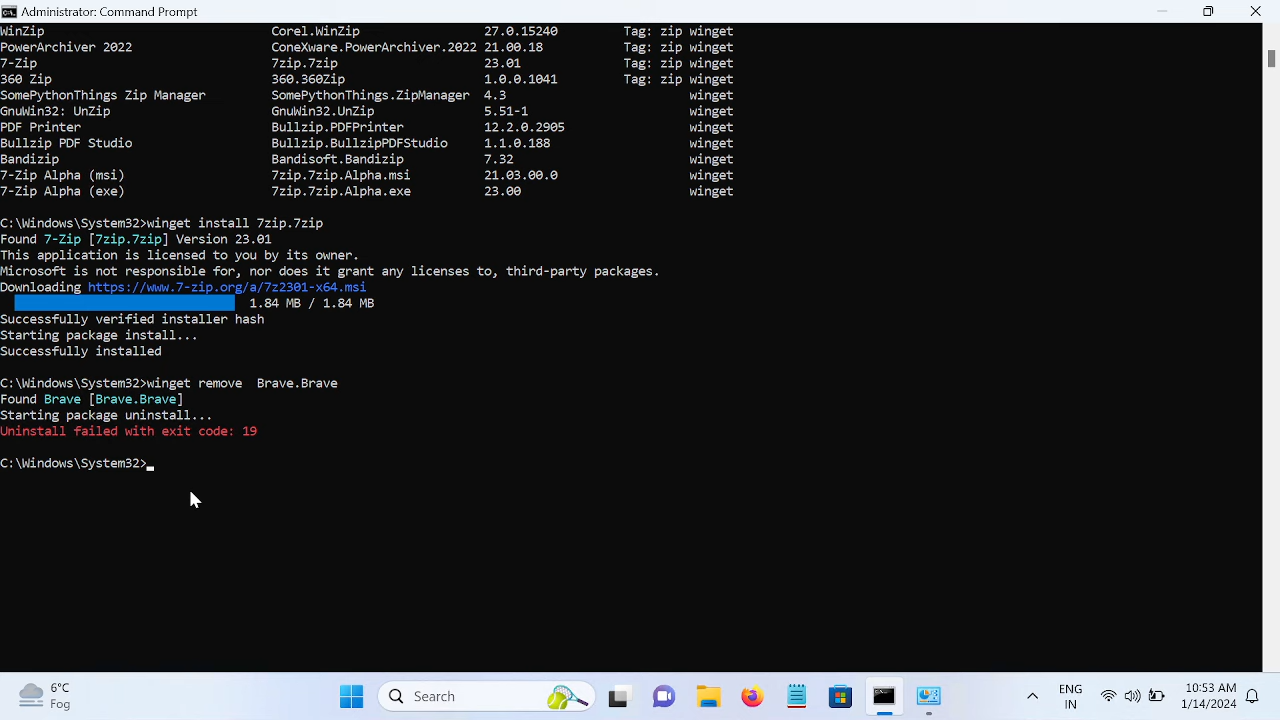 Administrator: Command Prompt
WinZip Corel.WinZip 27.0.15240 Tag: zip winget
PowerArchiver 2022 ConeXware.PowerArchiver.2022 21.00.18 Tag: zip winget
7-Zip 7zip.7zip 23.01 Tag: zip winget
360 Zip 360.360Zip 1.0.0.1041 Tag: zip winget
SomePythonThings Zip Manager SomePythonThings.ZipManager 4.3 winget
GnuWin32: UnZip GnuWin32.UnZip 5.51-1 winget
PDF Printer Bullzip.PDFPrinter 12.2.0.2905 winget
Bullzip PDF Studio Bullzip.BullzipPDFStudio 1.1.0.188 winget
Bandizip Bandisoft.Bandizip 7.32 winget
7-Zip Alpha (msi) 7zip.7zip.Alpha.msi 21.03.00.0 winget
7-Zip Alpha (exe) 7zip.7zip.Alpha.exe 23.00 winget
C:\Windows\System32>winget install 7zip.7zip
Found 7-Zip [7zip.7zip] Version 23.01
This application is licensed to you by its owner.
Microsoft is not responsible for, nor does it grant any licenses to, third-party packages.
Downloading https://www.7-zip.org/a/7z2301-x64.msi
1.84 MB / 1.84 MB
Successfully verified installer hash
Starting package install...
Successfully installed
C:\Windows\System32>winget remove  Brave.Brave
Found Brave [Brave.Brave]
Starting package uninstall...
Uninstall failed with exit code: 19
C:\Windows\System32>
6°C
Fog
Search
ENG
IN
10:53 AM
1/14/2024